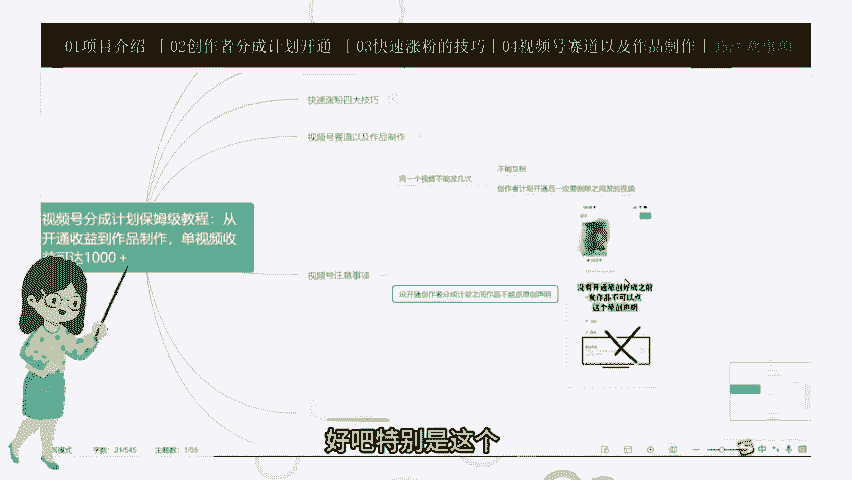 01项目介绍 | 02创作者分成计划开通 | 03快速涨粉的技巧 | 04视频号赛道以及作品制作 |
快速涨粉四大技巧
视频号赛道以及作品制作
同一个视频不能发几次
不能互粉
创作者计划开通后一定要删除之间发的视频
视频号分成计划保姆级教程：从
开通收益到作品制作，单视频收
益可达1000＋
视频号注意事项
没开通创作者分成计划之间作品不能点原创声明
没有开通原创分成之前
发作品不可以点
这个原创声明
好吧特别是这个
字数：21/545
主题数：1/56
中